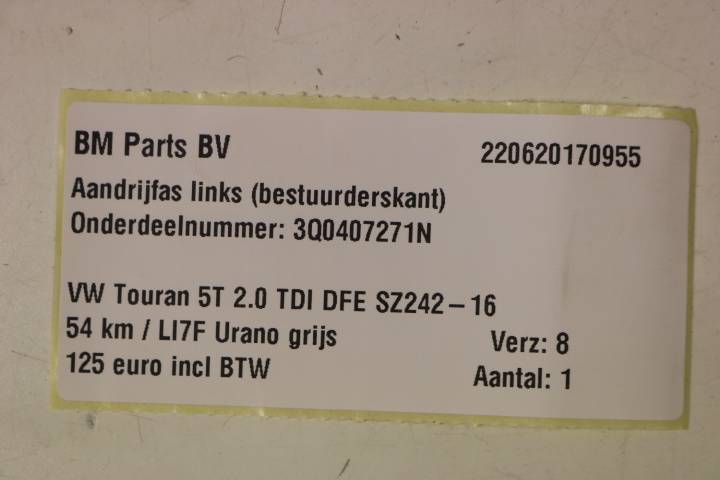 BM Parts BV 220620170955
Aandrijfas links (bestuurderskant)
Onderdeelnummer: 3Q0407271N
VW Touran 5T 2.0 TDI DFE SZ242-16
54 km / LI7F Urano grijs Verz: 8
125 euro incl BTW Aantal: 1